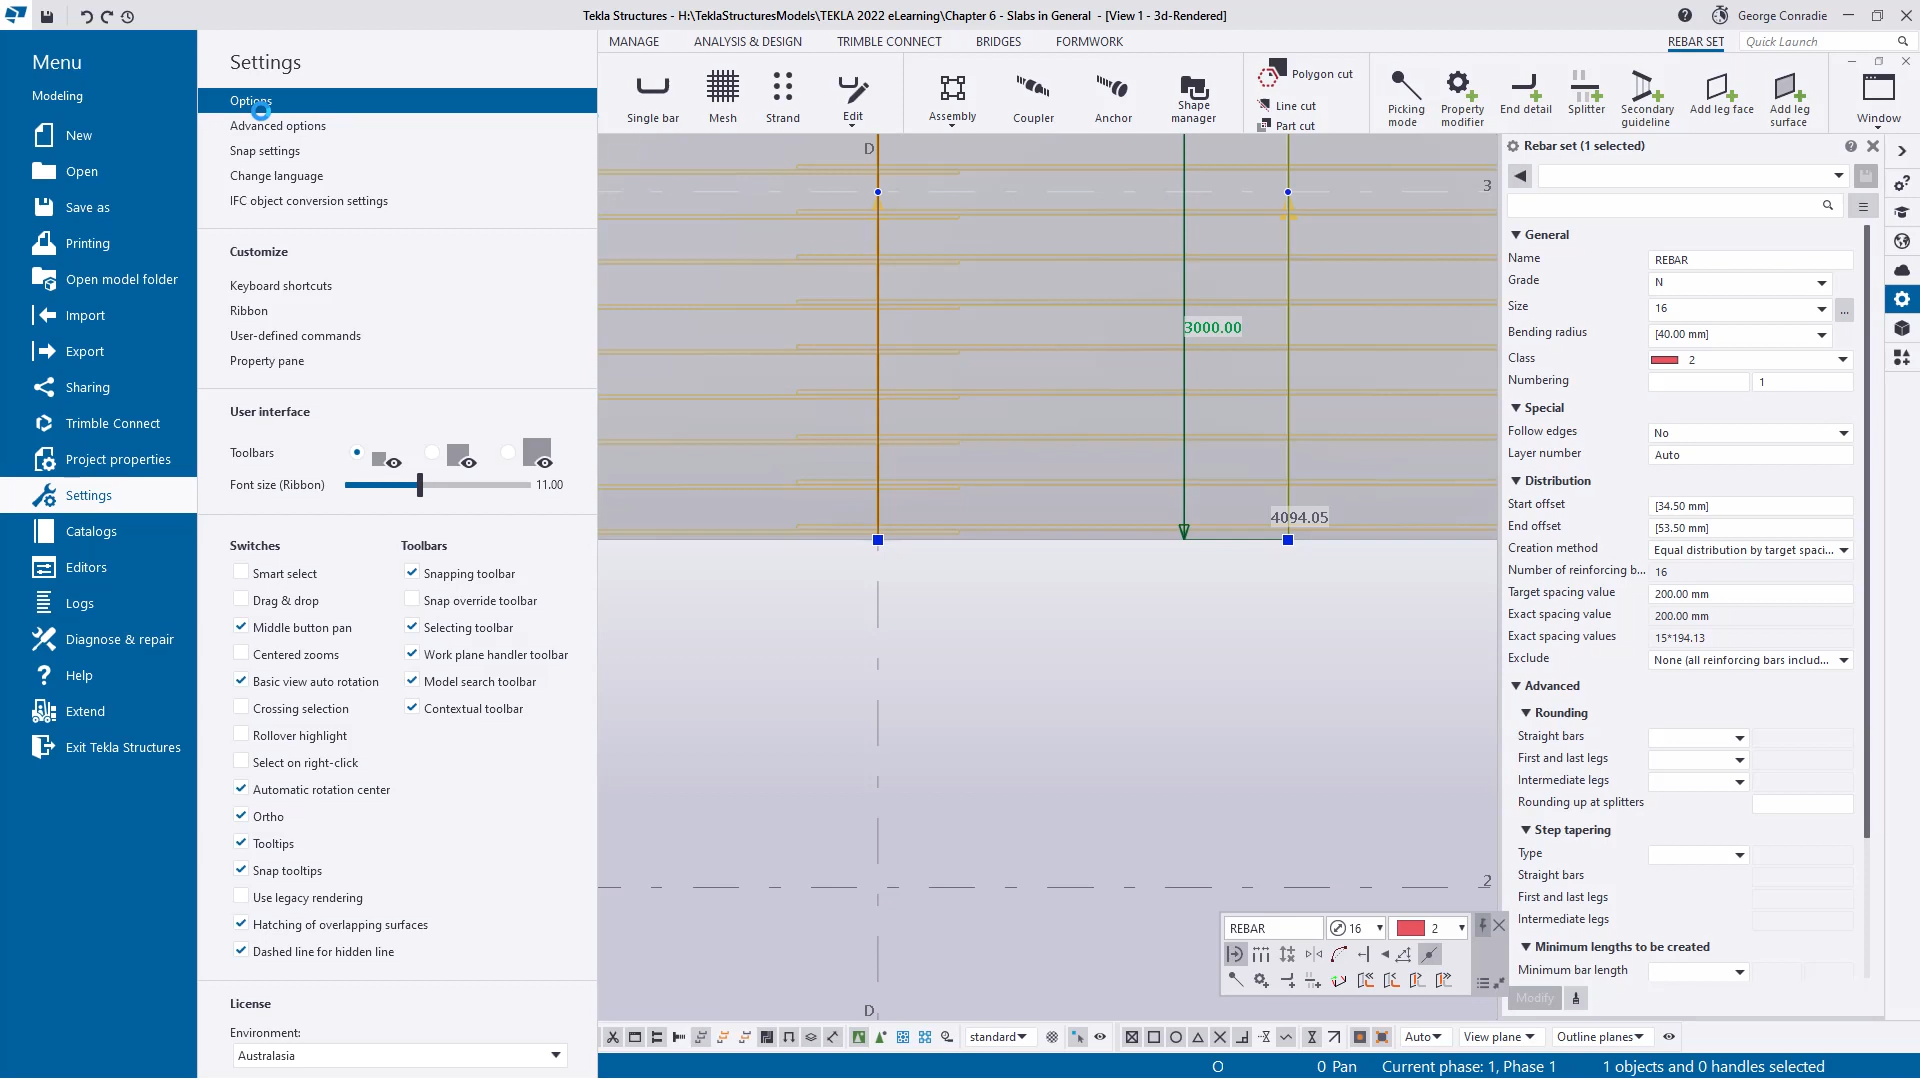 Tekla Structures - H:\TeklaStructuresModels\TEKLA 2022 eLearning\Chapter 6 - Slabs in General - [View 1 - 3d-Rendered]
George Conradie
Menu
Modeling
New
Open
Save as
Printing
Open model folder
Import
Export
Sharing
Trimble Connect
Project properties
Settings
Catalogs
Editors
Logs
Diagnose & repair
Help
Extend
Exit Tekla Structures
Settings
Options
Advanced options
Snap settings
Change language
IFC object conversion settings
Customize
Keyboard shortcuts
Ribbon
User-defined commands
Property pane
User interface
Toolbars
Font size (Ribbon) 11.00
Switches
Smart select
Drag & drop
Middle button pan
Centered zooms
Basic view auto rotation
Crossing selection
Rollover highlight
Select on right-click
Automatic rotation center
Ortho
Tooltips
Snap tooltips
Use legacy rendering
Hatching of overlapping surfaces
Dashed line for hidden line
Toolbars
Snapping toolbar
Snap override toolbar
Selecting toolbar
Work plane handler toolbar
Model search toolbar
Contextual toolbar
License
Environment:
Australasia
MANAGE ANALYSIS & DESIGN TRIMBLE CONNECT BRIDGES FORMWORK REBAR SET Quick Launch
Single bar
Mesh
Strand
Edit
Assembly
Coupler
Anchor
Shape manager
Polygon cut
Line cut
Part cut
Picking mode
Property modifier
End detail
Splitter
Secondary guideline
Add leg face
Add leg surface
Window
D
3
3000.00
4094.05
2
D
REBAR 16 2
Rebar set (1 selected)
General
Name REBAR
Grade N
Size 16 ...
Bending radius [40.00 mm]
Class 2
Numbering 1
Special
Follow edges No
Layer number Auto
Distribution
Start offset [34.50 mm]
End offset [53.50 mm]
Creation method Equal distribution by target spaci...
Number of reinforcing b... 16
Target spacing value 200.00 mm
Exact spacing value 200.00 mm
Exact spacing values 15*194.13
Exclude None (all reinforcing bars includ...
Advanced
Rounding
Straight bars
First and last legs
Intermediate legs
Rounding up at splitters
Step tapering
Type
Straight bars
First and last legs
Intermediate legs
Minimum lengths to be created
Minimum bar length
Modify
standard Auto View plane Outline planes
O 0 Pan Current phase: 1, Phase 1 1 objects and 0 handles selected